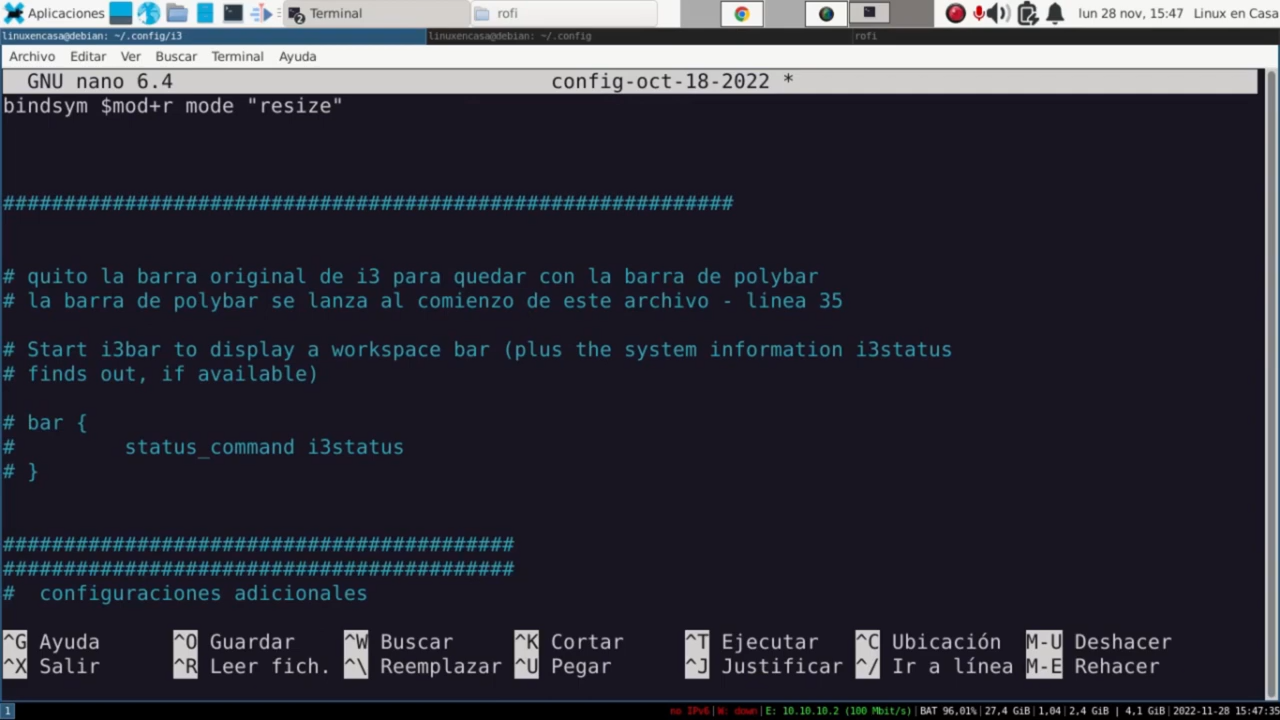 Aplicaciones Terminal rofi lun 28 nov, 15:47 Linux en Casa
linuxencasa@debian: ~/.config/i3 linuxencasa@debian: ~/.config rofi
Archivo Editar Ver Buscar Terminal Ayuda
GNU nano 6.4 config-oct-18-2022 *
bindsym $mod+r mode "resize"
############################################################
# quito la barra original de i3 para quedar con la barra de polybar
# la barra de polybar se lanza al comienzo de este archivo - linea 35
# Start i3bar to display a workspace bar (plus the system information i3status
# finds out, if available)
# bar {
#         status_command i3status
# }
##########################################
##########################################
#  configuraciones adicionales
^G Ayuda ^O Guardar ^W Buscar ^K Cortar ^T Ejecutar ^C Ubicación M-U Deshacer
^X Salir ^R Leer fich. ^\ Reemplazar ^U Pegar ^J Justificar ^/ Ir a línea M-E Rehacer
1 no IPv6|W: down|E: 10.10.10.2 (100 Mbit/s)|BAT 96,01%|27,4 GiB|1,04|2,4 GiB | 4,1 GiB|2022-11-28 15:47:35